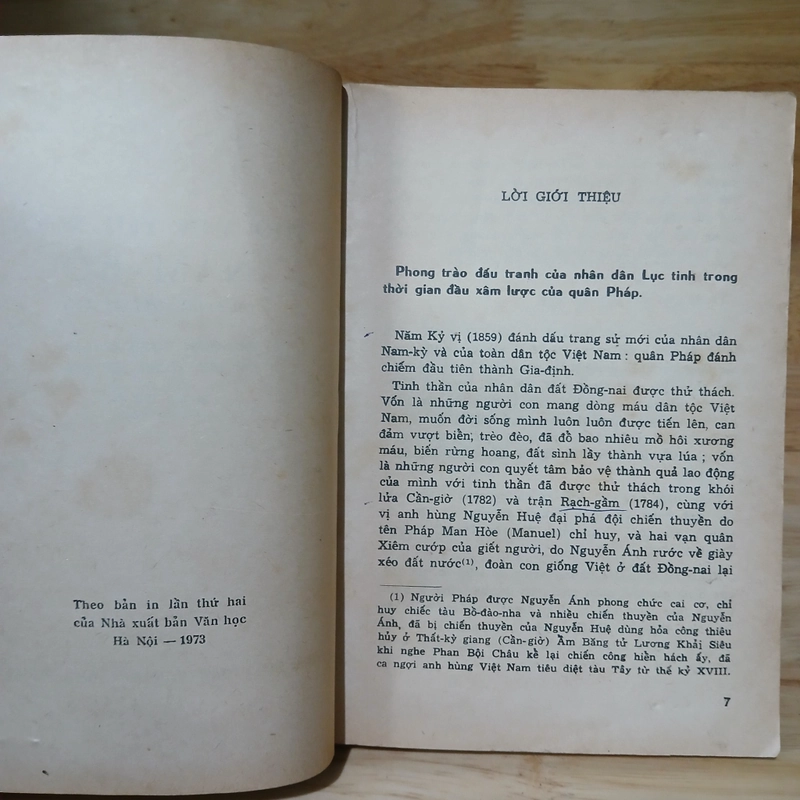 Theo bản in lần thứ hai
của Nhà xuất bản Văn học
Hà Nội — 1973
LỜI GIỚI THIỆU
Phong trào đấu tranh của nhân dân Lục tỉnh trong
thời gian đầu xâm lược của quân Pháp.
Năm Kỷ vị (1859) đánh dấu trang sử mới của nhân dân
Nam-kỳ và của toàn dân tộc Việt Nam : quân Pháp đánh
chiếm đầu tiên thành Gia-định.
Tinh thần của nhân dân đất Đồng-nai được thử thách.
Vốn là những người con mang dòng máu dân tộc Việt
Nam, muốn đời sống mình luôn luôn được tiến lên, can
đảm vượt biển, trèo đèo, đã đổ bao nhiêu mồ hôi xương
máu, biến rừng hoang, đất sình lầy thành vựa lúa ; vốn
là những người con quyết tâm bảo vệ thành quả lao động
của mình với tinh thần đã được thử thách trong khói
lửa Cần-giờ (1782) và trận Rạch-gầm (1784), cùng với
vị anh hùng Nguyễn Huệ đại phá đội chiến thuyền do
tên Pháp Man Hòe (Manuel) chỉ huy, và hai vạn quân
Xiêm cướp của giết người, do Nguyễn Ánh rước về giày
xéo đất nước(1), đoàn con giống Việt ở đất Đồng-nai lại
(1) Người Pháp được Nguyễn Ánh phong chức cai cơ, chỉ
huy chiếc tàu Bồ-đào-nha và nhiều chiến thuyền của Nguyễn
Ánh, đã bị chiến thuyền của Nguyễn Huệ dùng hỏa công thiêu
hủy ở Thất-kỳ giang (Cần-giờ) Ẩm Băng tử Lương Khải Siêu
khi nghe Phan Bội Châu kể lại chiến công hiển hách ấy, đã
ca ngợi anh hùng Việt Nam tiêu diệt tàu Tây từ thế kỷ XVIII.
7